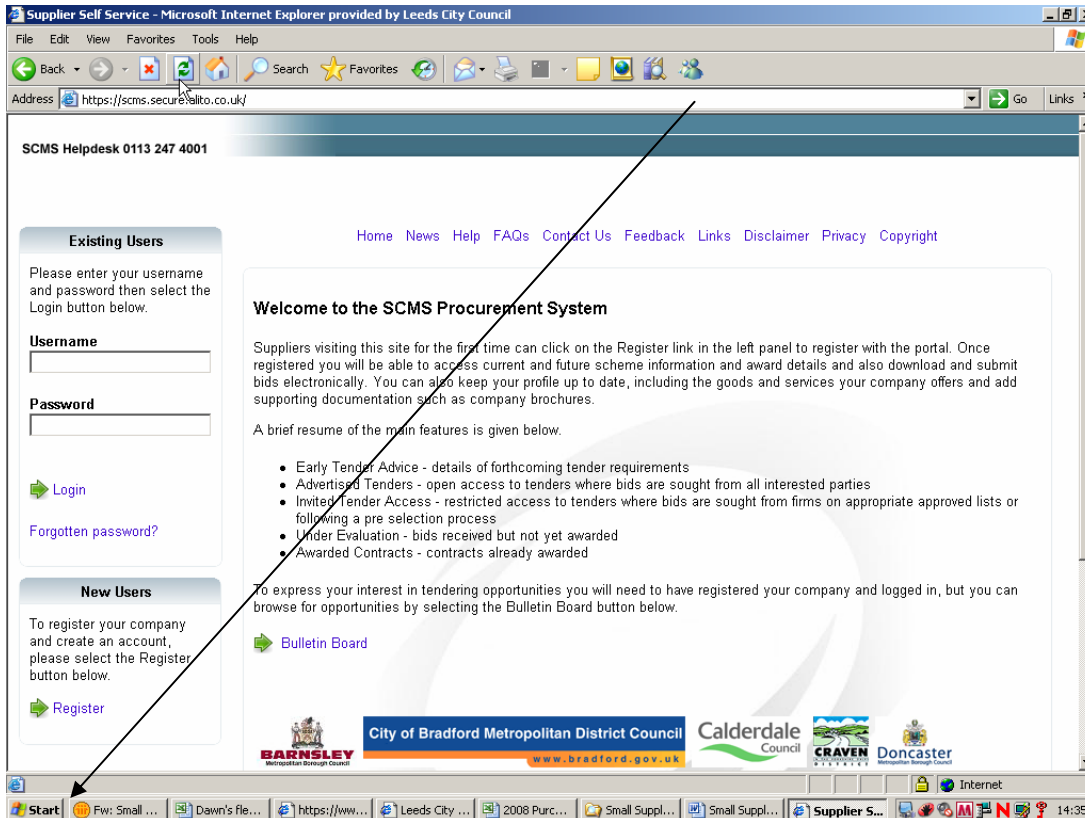 Supplier Self Service - Microsoft Internet Explorer provided by Leeds City Council
File Edit View Favorites Tools Help
Back Search Favorites
Address https://scms.secure.alito.co.uk/ Go Links
SCMS Helpdesk 0113 247 4001
Home News Help FAQs Contact Us Feedback Links Disclaimer Privacy Copyright
Existing Users
Please enter your username
and password then select the
Login button below.
Username
Password
Login
Forgotten password?
New Users
To register your company
and create an account,
please select the Register
button below.
Register
Welcome to the SCMS Procurement System
Suppliers visiting this site for the first time can click on the Register link in the left panel to register with the portal. Once
registered you will be able to access current and future scheme information and award details and also download and submit
bids electronically. You can also keep your profile up to date, including the goods and services your company offers and add
supporting documentation such as company brochures.
A brief resume of the main features is given below.
Early Tender Advice - details of forthcoming tender requirements
Advertised Tenders - open access to tenders where bids are sought from all interested parties
Invited Tender Access - restricted access to tenders where bids are sought from firms on appropriate approved lists or
following a pre selection process
Under Evaluation - bids received but not yet awarded
Awarded Contracts - contracts already awarded
To express your interest in tendering opportunities you will need to have registered your company and logged in, but you can
browse for opportunities by selecting the Bulletin Board button below.
Bulletin Board
BARNSLEY
Metropolitan Borough Council
City of Bradford Metropolitan District Council
www.bradford.gov.uk
Calderdale
Council
CRAVEN
DISTRICT
Doncaster
Metropolitan Borough Council
Internet
Start Fw: Small ... Dawn's fle... https://ww... Leeds City ... 2008 Purc... Small Suppl... Small Suppl... Supplier S... 14:35